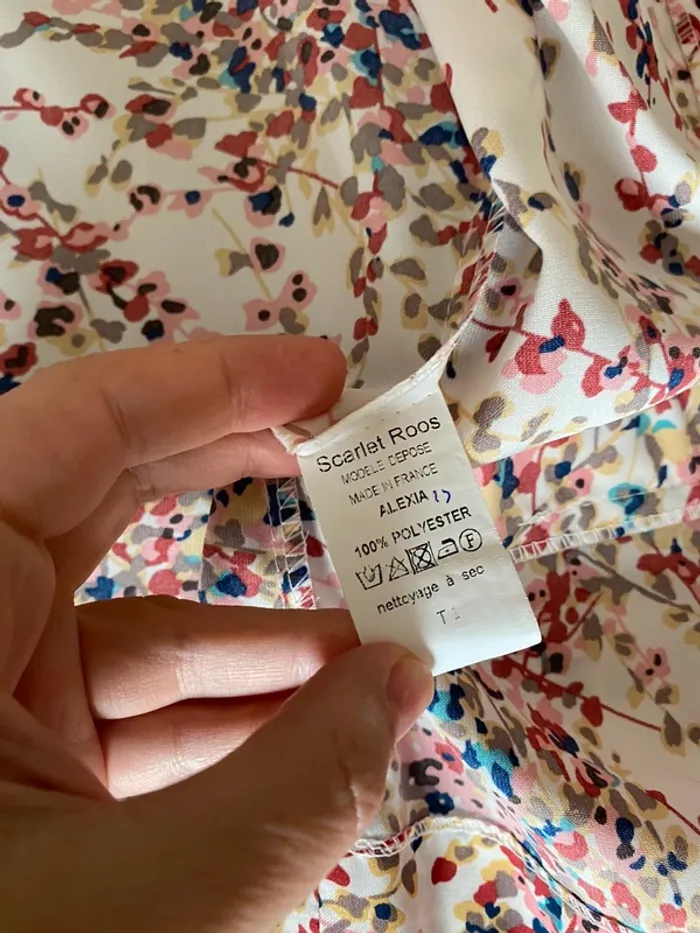 Scarlet Roos
MODELE DEPOSE
MADE IN FRANCE
ALEXIA
100% POLYESTER
F
nettoyage à sec
T